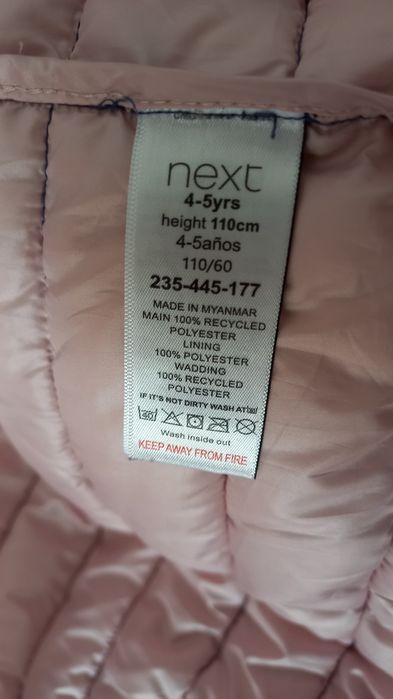 next
4-5yrs
height 110cm
4-5años
110/60
235-445-177
MADE IN MYANMAR
MAIN 100% RECYCLED
POLYESTER
LINING
100% POLYESTER
WADDING
100% RECYCLED
POLYESTER
IF IT'S NOT DIRTY WASH AT
Wash inside out
KEEP AWAY FROM FIRE